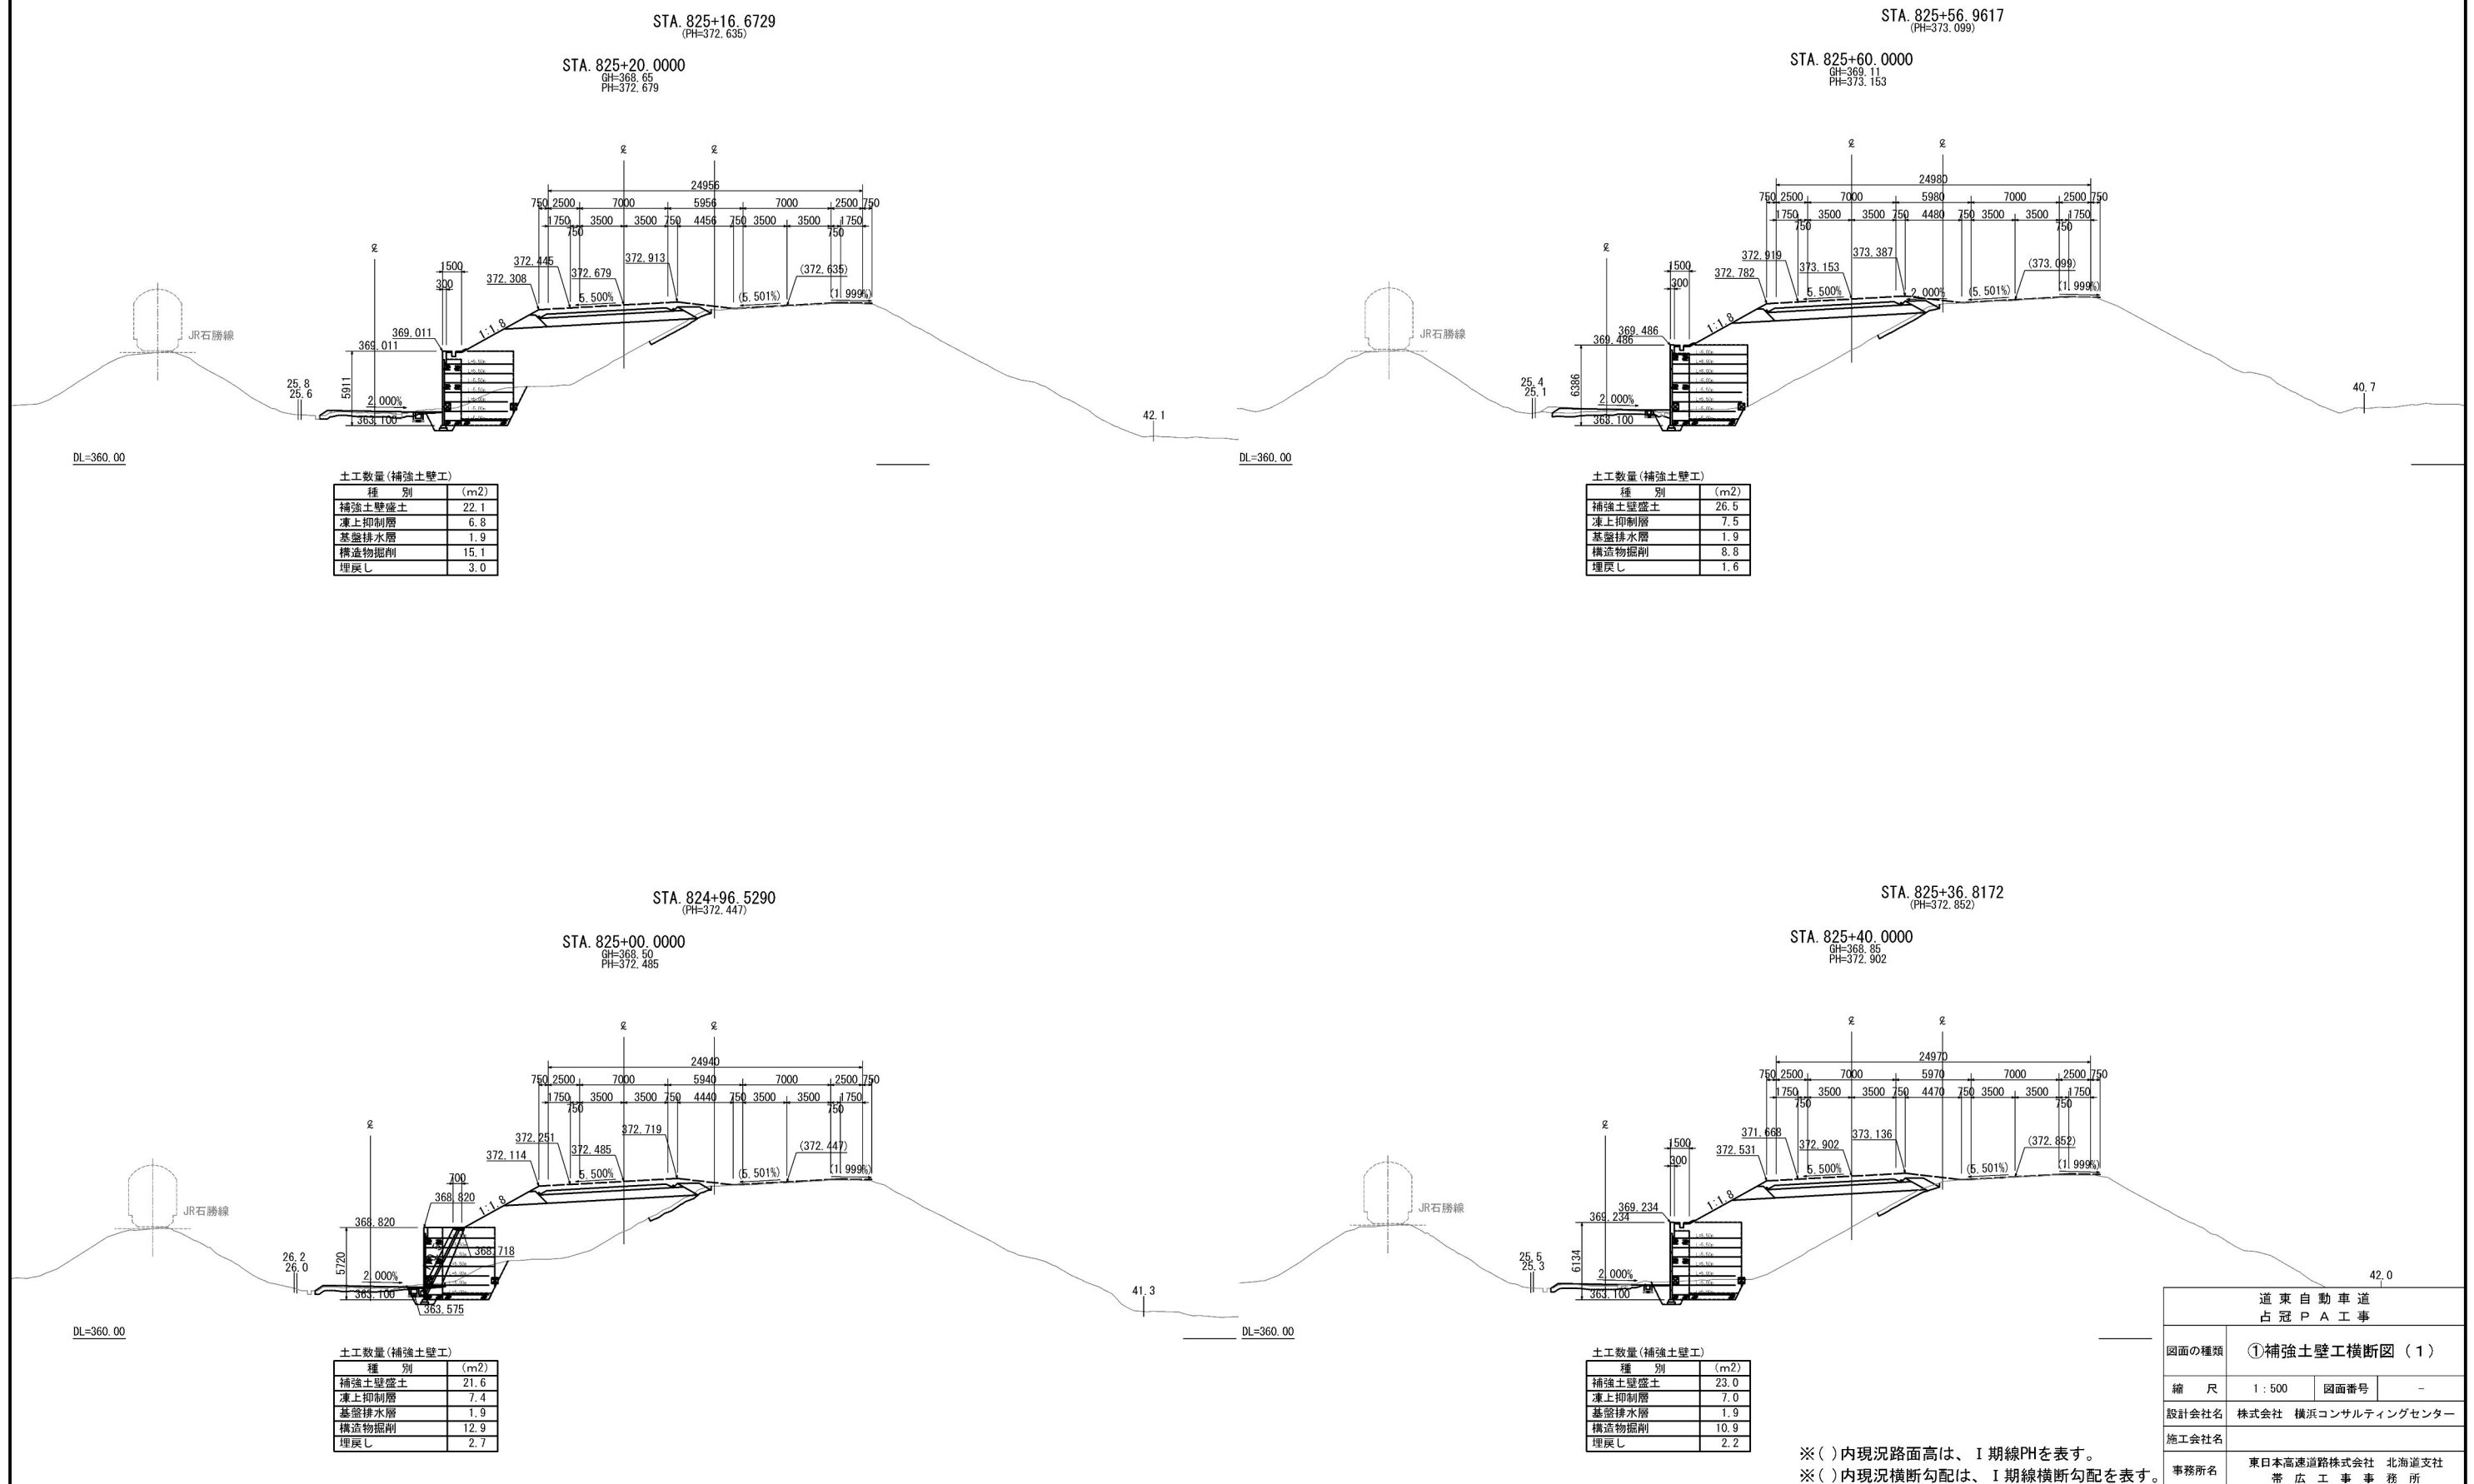 STA. 825+16.6729
(PH=372.635)
STA. 825+20.0000
GH=368.65
PH=372.679
24956
750 2500 7000 5956 7000 2500 750
1750 3500 3500 750 4456 750 3500 3500 1750
750 750
1500
300
372.445
372.308
372.679
372.913
(372.635)
5.500%
(5.501%)
(1.999%)
1:1.8
369.011
369.011
5911
2.000%
363.100
JR石勝線
25.8
25.6
42.1
DL=360.00
土工数量(補強土壁工)
種 別 (m2)
補強土壁盛土 22.1
凍上抑制層 6.8
基盤排水層 1.9
構造物掘削 15.1
埋戻し 3.0
STA. 825+56.9617
(PH=373.099)
STA. 825+60.0000
GH=369.11
PH=373.153
24980
750 2500 7000 5980 7000 2500 750
1750 3500 3500 750 4480 750 3500 3500 1750
750 750
1500
300
372.919
372.782
373.153
373.387
(373.099)
5.500%
2.000%
(5.501%)
(1.999%)
1:1.8
369.486
369.486
6386
2.000%
363.100
JR石勝線
25.4
25.1
40.7
DL=360.00
土工数量(補強土壁工)
種 別 (m2)
補強土壁盛土 26.5
凍上抑制層 7.5
基盤排水層 1.9
構造物掘削 8.8
埋戻し 1.6
STA. 824+96.5290
(PH=372.447)
STA. 825+00.0000
GH=368.50
PH=372.485
24940
750 2500 7000 5940 7000 2500 750
1750 3500 3500 750 4440 750 3500 3500 1750
750 750
700
372.251
372.114
372.485
372.719
(372.447)
5.500%
(5.501%)
(1.999%)
1:1.8
368.820
368.820
368.718
5720
2.000%
363.100
363.575
JR石勝線
26.2
26.0
41.3
DL=360.00
土工数量(補強土壁工)
種 別 (m2)
補強土壁盛土 21.6
凍上抑制層 7.4
基盤排水層 1.9
構造物掘削 12.9
埋戻し 2.7
STA. 825+36.8172
(PH=372.852)
STA. 825+40.0000
GH=368.85
PH=372.902
24970
750 2500 7000 5970 7000 2500 750
1750 3500 3500 750 4470 750 3500 3500 1750
750 750
1500
300
371.668
372.531
372.902
373.136
(372.852)
5.500%
(5.501%)
(1.999%)
1:1.8
369.234
369.234
6134
2.000%
363.100
JR石勝線
25.5
25.3
42.0
DL=360.00
土工数量(補強土壁工)
種 別 (m2)
補強土壁盛土 23.0
凍上抑制層 7.0
基盤排水層 1.9
構造物掘削 10.9
埋戻し 2.2
※( )内現況路面高は、Ⅰ期線PHを表す。
※( )内現況横断勾配は、Ⅰ期線横断勾配を表す。
道東自動車道
占冠PA工事
図面の種類 ①補強土壁工横断図(1)
縮 尺 1:500 図面番号 -
設計会社名 株式会社 横浜コンサルティングセンター
施工会社名
事務所名 東日本高速道路株式会社 北海道支社
帯広工事事務所